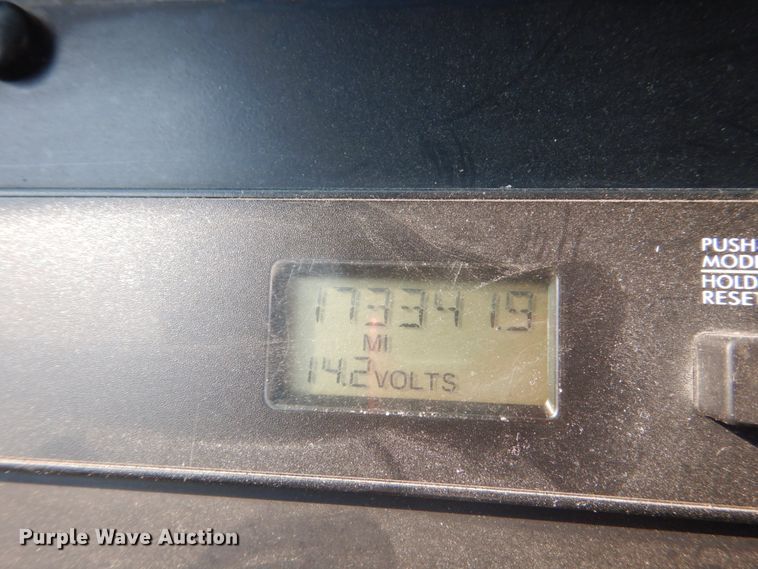 PUSH-
MODE
HOLD-
RESET
173341.9
MI
14.2 VOLTS
Purple Wave Auction